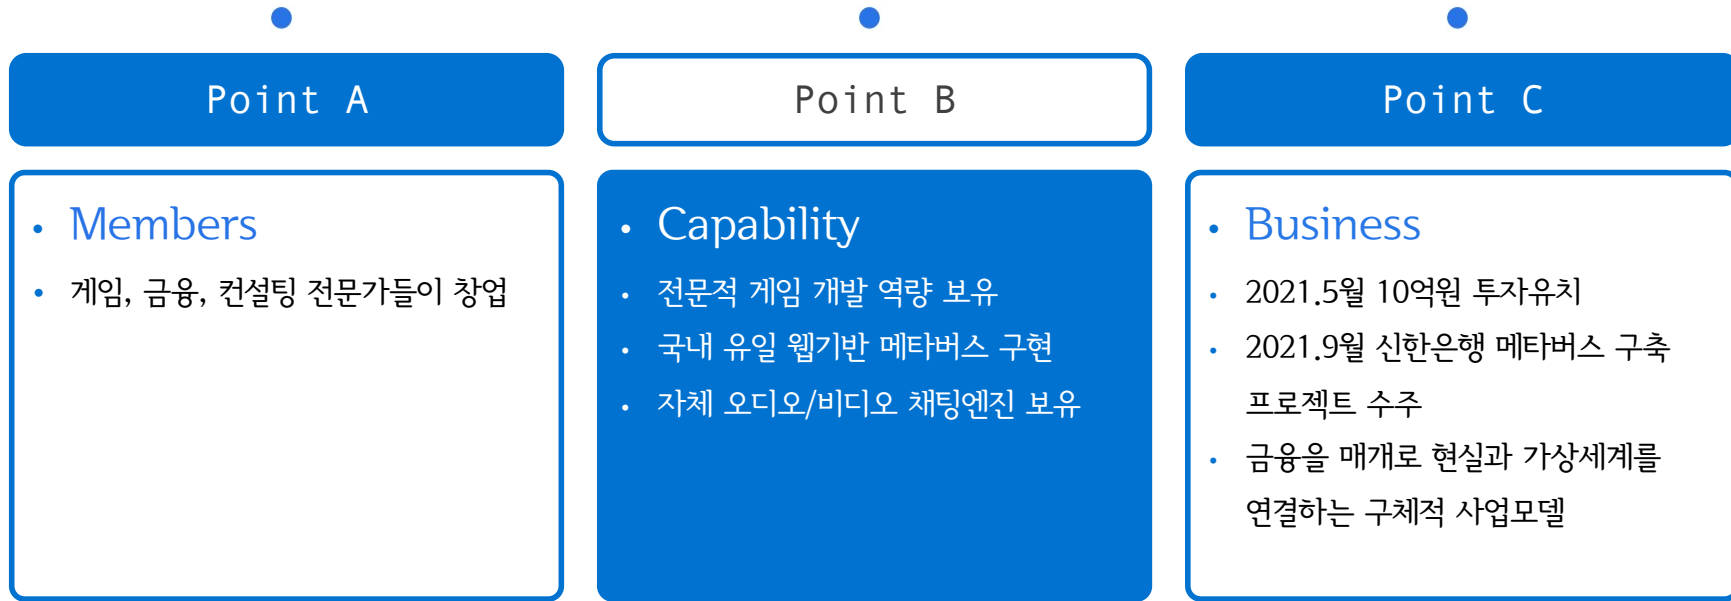 Point A
• Members
• 게임, 금융, 컨설팅 전문가들이 창업
Point B
• Capability
• 전문적 게임 개발 역량 보유
• 국내 유일 웹기반 메타버스 구현
• 자체 오디오/비디오 채팅엔진 보유
Point C
• Business
• 2021.5월 10억원 투자유치
• 2021.9월 신한은행 메타버스 구축
프로젝트 수주
• 금융을 매개로 현실과 가상세계를
연결하는 구체적 사업모델